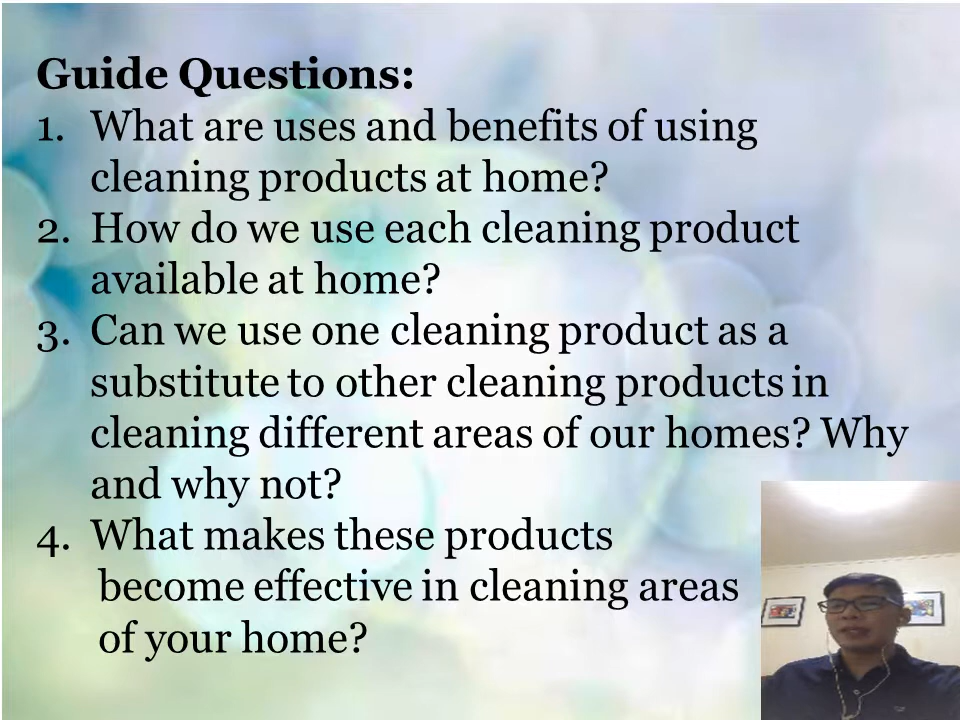 Guide Questions:
1. What are uses and benefits of using
cleaning products at home?
2. How do we use each cleaning product
available at home?
3. Can we use one cleaning product as a
substitute to other cleaning products in
cleaning different areas of our homes? Why
and why not?
4. What makes these products
become effective in cleaning areas
of your home?